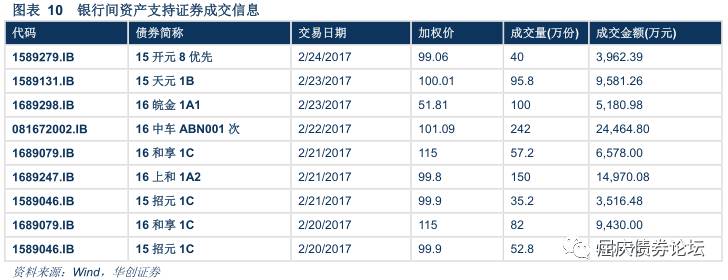 图表 10 银行间资产支持证券成交信息
代码 债券简称 交易日期 加权价 成交量(万份) 成交金额(万元)
1589279.IB 15 开元 8 优先 2/24/2017 99.06 40 3,962.39
1589131.IB 15 天元 1B 2/23/2017 100.01 95.8 9,581.26
1689298.IB 16 皖金 1A1 2/23/2017 51.81 100 5,180.98
081672002.IB 16 中车 ABN001 次 2/22/2017 101.09 242 24,464.80
1689079.IB 16 和享 1C 2/21/2017 115 57.2 6,578.00
1689247.IB 16 上和 1A2 2/21/2017 99.8 150 14,970.08
1589046.IB 15 招元 1C 2/21/2017 99.9 35.2 3,516.48
1689079.IB 16 和享 1C 2/20/2017 115 82 9,430.00
1589046.IB 15 招元 1C 2/20/2017 99.9 52.8
屈庆债券论坛
资料来源：Wind，华创证券